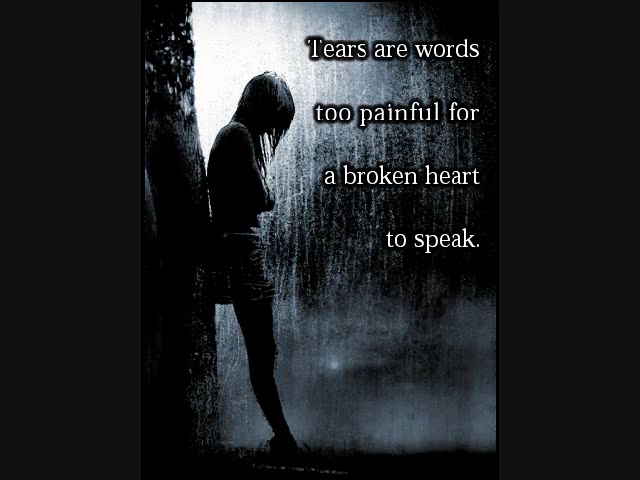 Tears are words
too painful for
a broken heart
to speak.